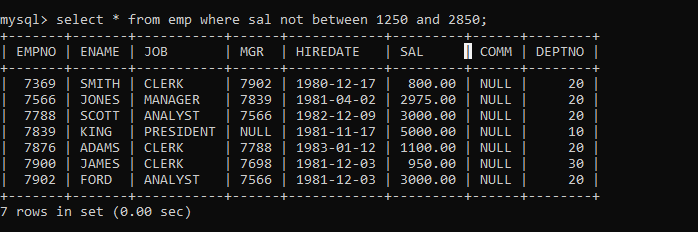 mysql> select * from emp where sal not between 1250 and 2850;
+-------+-------+-----------+------+------------+---------+------+--------+
| EMPNO | ENAME | JOB       | MGR  | HIREDATE   | SAL     | COMM | DEPTNO |
+-------+-------+-----------+------+------------+---------+------+--------+
|  7369 | SMITH | CLERK     | 7902 | 1980-12-17 |  800.00 | NULL |     20 |
|  7566 | JONES | MANAGER   | 7839 | 1981-04-02 | 2975.00 | NULL |     20 |
|  7788 | SCOTT | ANALYST   | 7566 | 1982-12-09 | 3000.00 | NULL |     20 |
|  7839 | KING  | PRESIDENT | NULL | 1981-11-17 | 5000.00 | NULL |     10 |
|  7876 | ADAMS | CLERK     | 7788 | 1983-01-12 | 1100.00 | NULL |     20 |
|  7900 | JAMES | CLERK     | 7698 | 1981-12-03 |  950.00 | NULL |     30 |
|  7902 | FORD  | ANALYST   | 7566 | 1981-12-03 | 3000.00 | NULL |     20 |
+-------+-------+-----------+------+------------+---------+------+--------+
7 rows in set (0.00 sec)